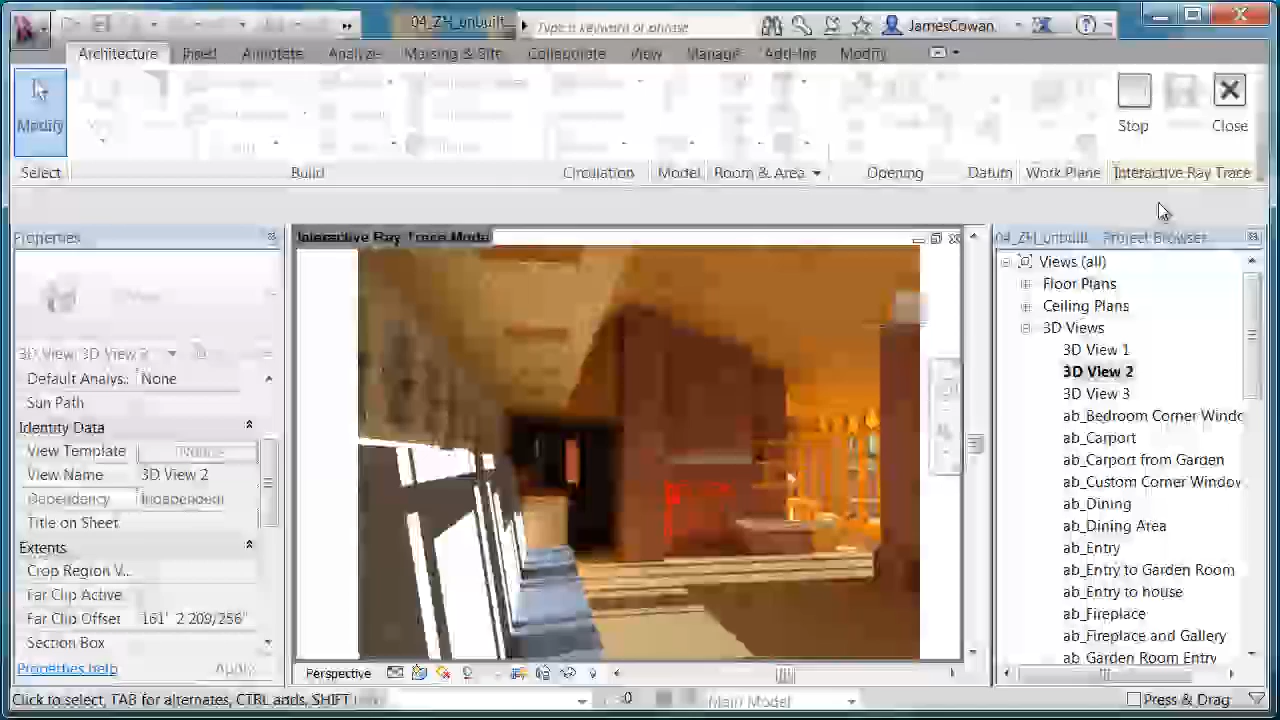 04_ZH_unbuilt... Type a keyword or phrase JamesCowan
Architecture Insert Annotate Analyze Massing & Site Collaborate View Manage Add-Ins Modify
Modify Stop Close
Select Build Circulation Model Room & Area Opening Datum Work Plane Interactive Ray Trace
Properties
Interactive Ray Trace Mode
04_ZH_unbuilt Project Browser
3D View: 3D View 2
Default Analys... None
Sun Path
Identity Data
View Template
View Name 3D View 2
Dependency Independent
Title on Sheet
Extents
Crop Region V...
Far Clip Active
Far Clip Offset 161' 2 209/256"
Section Box
Properties help Apply
Perspective
Views (all)
Floor Plans
Ceiling Plans
3D Views
3D View 1
3D View 2
3D View 3
ab_Bedroom Corner Windo
ab_Carport
ab_Carport from Garden
ab_Custom Corner Window
ab_Dining
ab_Dining Area
ab_Entry
ab_Entry to Garden Room
ab_Entry to house
ab_Fireplace
ab_Fireplace and Gallery
ab_Garden Room Entry
Click to select, TAB for alternates, CTRL adds, SHIFT :0 Main Model Press & Drag